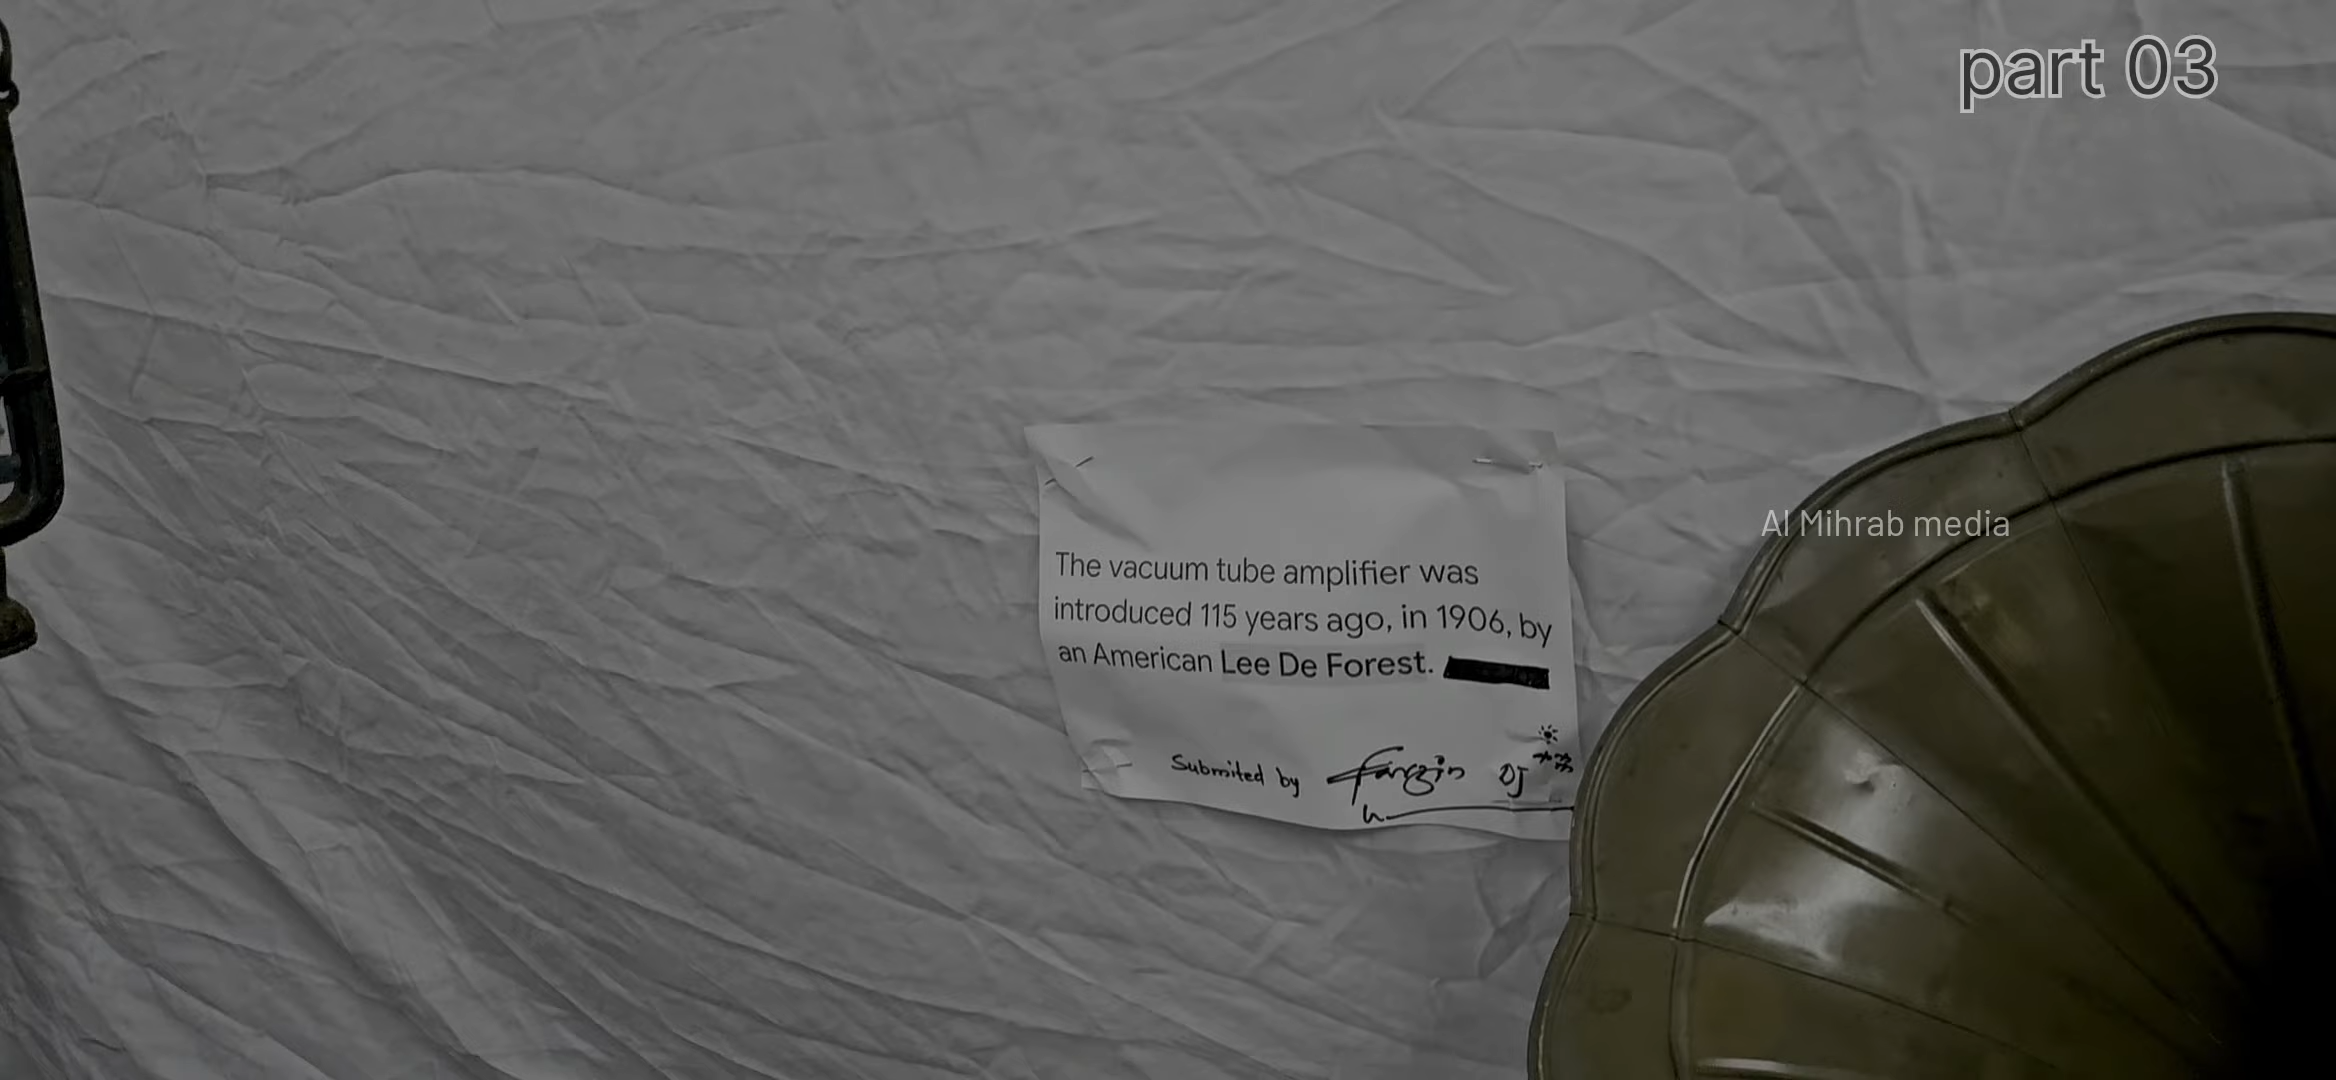 part 03
Al Mihrab media
The vacuum tube amplifier was
introduced 115 years ago, in 1906, by
an American Lee De Forest.
Submited by
DJ